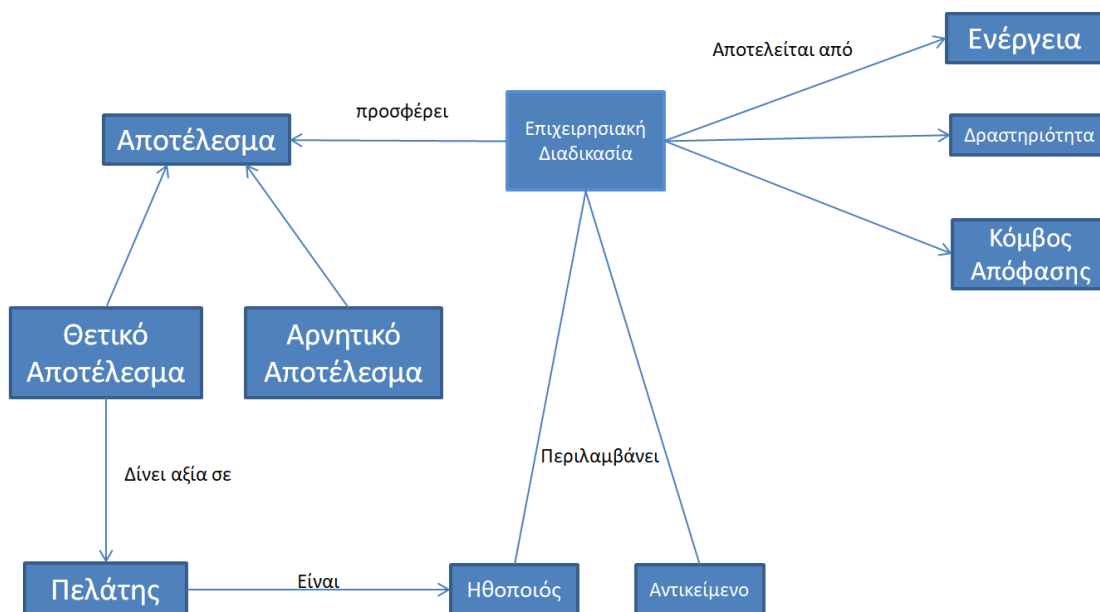 Ενέργεια
Αποτελείται από
προσφέρει
Αποτέλεσμα
Επιχειρησιακή
Διαδικασία
Δραστηριότητα
Κόμβος
Απόφασης
Θετικό
Αποτέλεσμα
Αρνητικό
Αποτέλεσμα
Περιλαμβάνει
Δίνει αξία σε
Πελάτης
Είναι
Ηθοποιός
Αντικείμενο